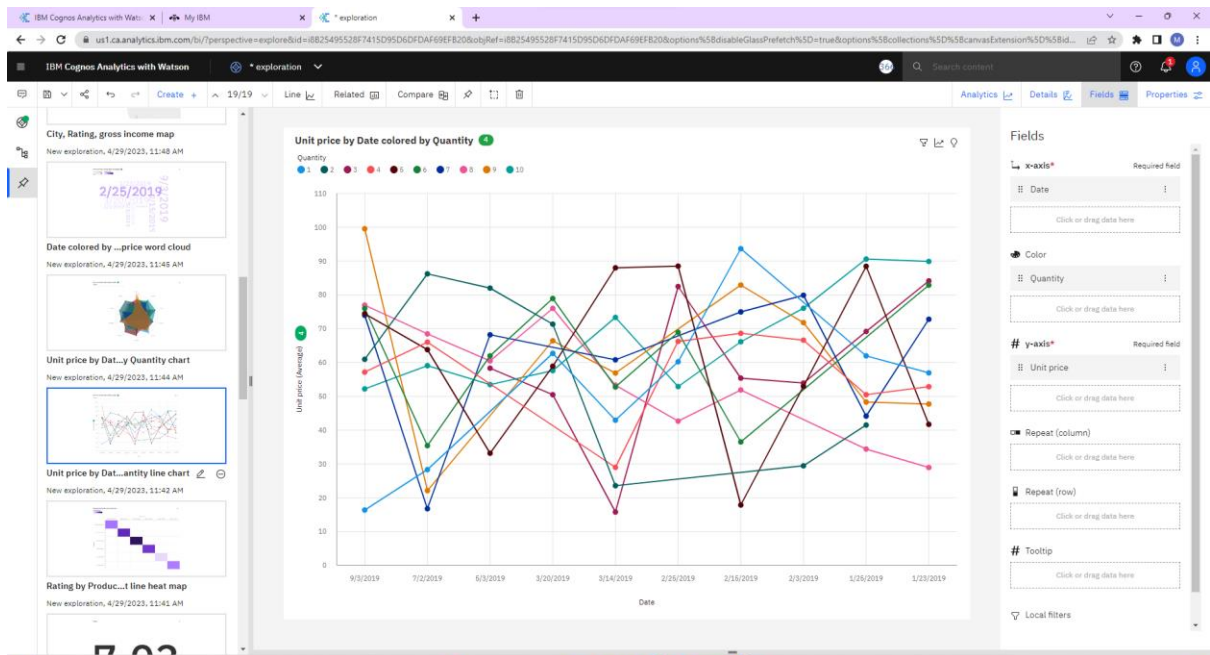 IBM Cognos Analytics with Wats
My IBM
* exploration
us1.ca.analytics.ibm.com/bi/?perspective=explore&id=i8B25495528F7415D95D6DFDAF69EFB20&objRef=i8B25495528F7415D95D6DFDAF69EFB20&options%5BdisableGlassPrefetch%5D=true&options%5Bcollections%5D%5BcanvasExtension%5D%5Bid...
M
IBM Cognos Analytics with Watson
* exploration
Search content
Create +
19/19
Line
Related
Compare
Analytics
Details
Fields
Properties
City, Rating, gross income map
New exploration, 4/29/2023, 11:48 AM
2/25/2019
Date colored by ...price word cloud
New exploration, 4/29/2023, 11:45 AM
Unit price by Dat...y Quantity chart
New exploration, 4/29/2023, 11:44 AM
Unit price by Dat...antity line chart
New exploration, 4/29/2023, 11:42 AM
Rating by Produc...t line heat map
New exploration, 4/29/2023, 11:41 AM
Unit price by Date colored by Quantity 4
Quantity
1 2 3 4 5 6 7 8 9 10
110
100
90
80
70
60
50
40
30
20
10
0
Unit price (Average) 4
9/3/2019 7/2/2019 6/3/2019 3/20/2019 3/14/2019 2/26/2019 2/15/2019 2/3/2019 1/25/2019 1/23/2019
Date
Fields
x-axis* Required field
Date
Click or drag data here
Color
Quantity
Click or drag data here
y-axis* Required field
Unit price
Click or drag data here
Repeat (column)
Click or drag data here
Repeat (row)
Click or drag data here
Tooltip
Click or drag data here
Local filters